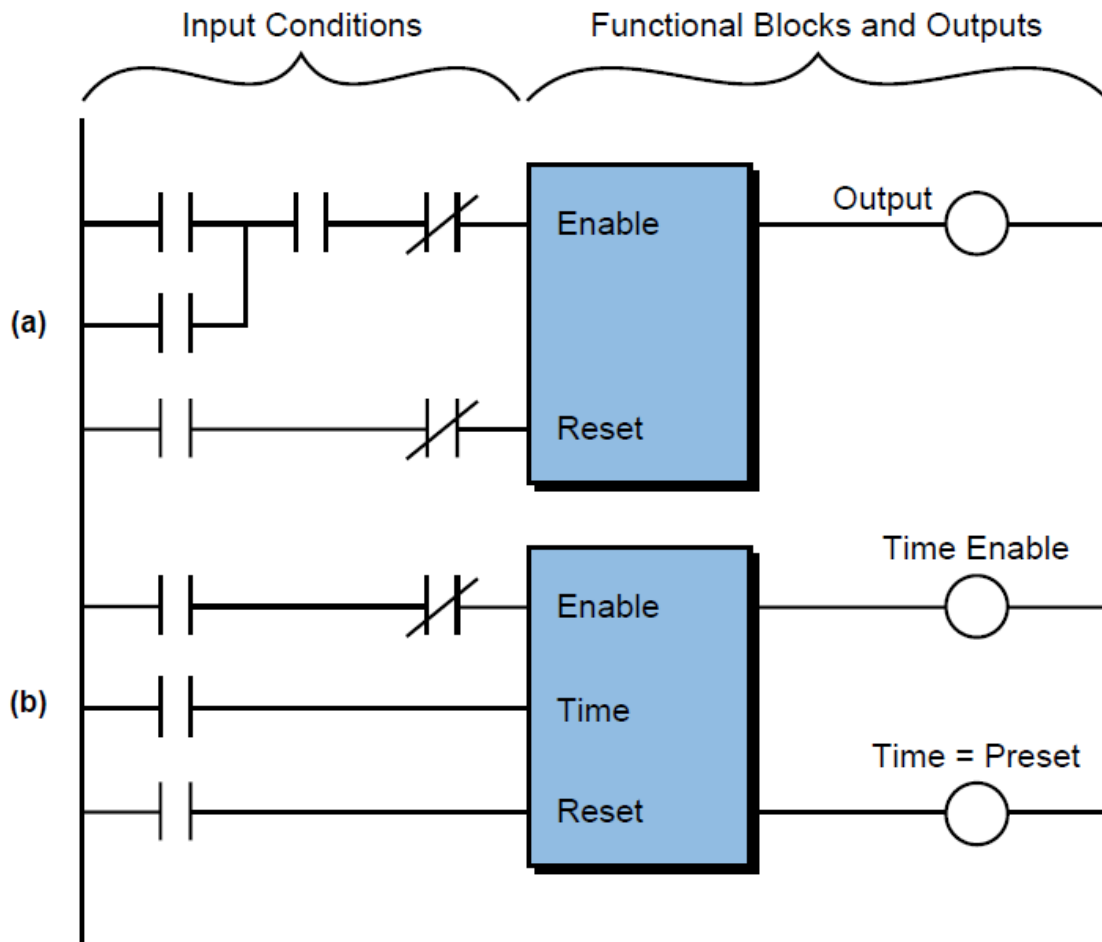 Input Conditions
Functional Blocks and Outputs
(a)
Enable
Output
Reset
(b)
Enable
Time Enable
Time
Reset
Time = Preset